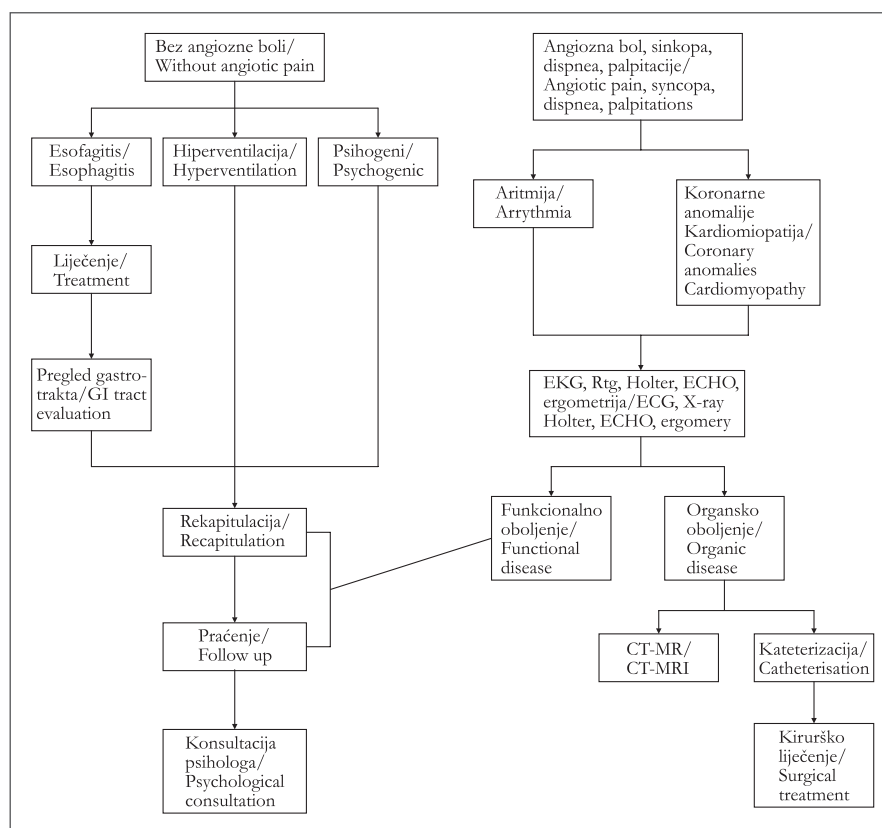 Bez angiozne boli/
Without angiotic pain
Angiozna bol, sinkopa,
dispnea, palpitacije/
Angiotic pain, syncopa,
dispnea, palpitations
Esofagitis/
Esophagitis
Hiperventilacija/
Hyperventilation
Psihogeni/
Psychogenic
Aritmija/
Arrythmia
Koronarne
anomalije
Kardiomiopatija/
Coronary
anomalies
Cardiomyopathy
Liječenje/
Treatment
Pregled gastro-
trakta/GI tract
evaluation
EKG, Rtg, Holter, ECHO,
ergometrija/ECG, X-ray
Holter, ECHO, ergomery
Rekapitulacija/
Recapitulation
Funkcionalno
oboljenje/
Functional
disease
Organsko
oboljenje/
Organic
disease
Praćenje/
Follow up
CT-MR/
CT-MRI
Kateterizacija/
Catheterisation
Konsultacija
psihologa/
Psychological
consultation
Kirurško
liječenje/
Surgical
treatment